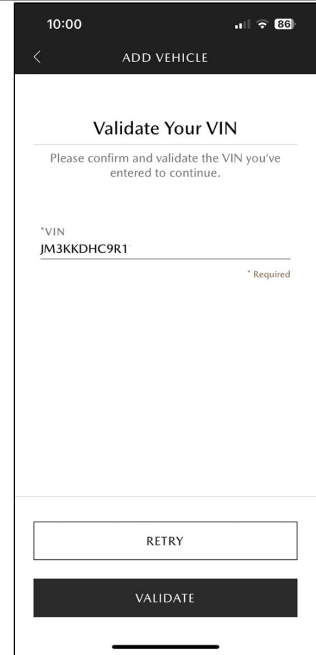 10:00
86
ADD VEHICLE
Validate Your VIN
Please confirm and validate the VIN you've
entered to continue.
*VIN
JM3KKDHC9R1
* Required
RETRY
VALIDATE